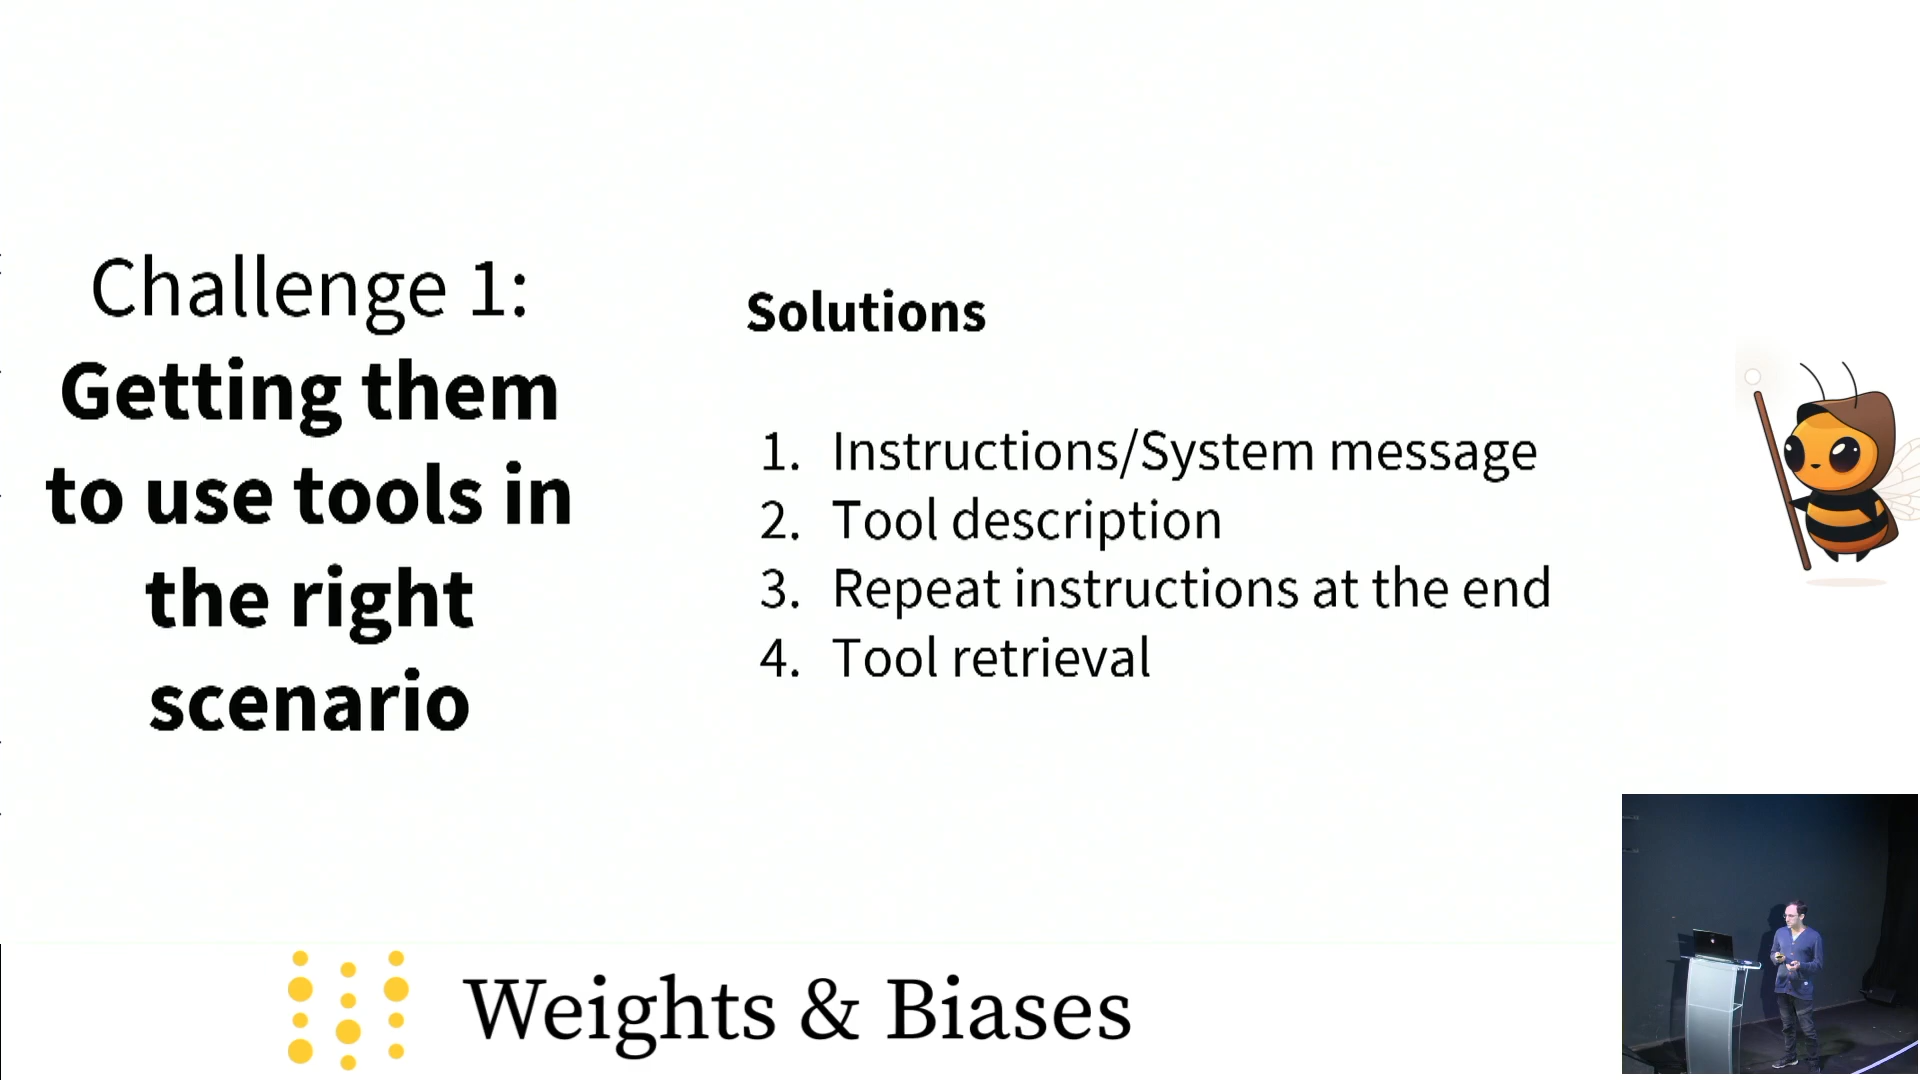 Challenge 1:
Getting them
to use tools in
the right
scenario
Solutions
1. Instructions/System message
2. Tool description
3. Repeat instructions at the end
4. Tool retrieval
Weights & Biases